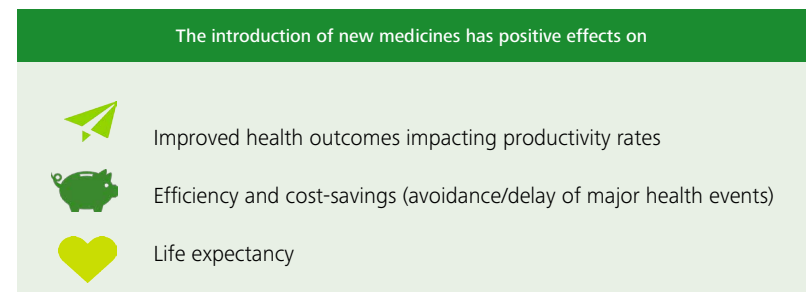 The introduction of new medicines has positive effects on
Improved health outcomes impacting productivity rates
Efficiency and cost-savings (avoidance/delay of major health events)
Life expectancy